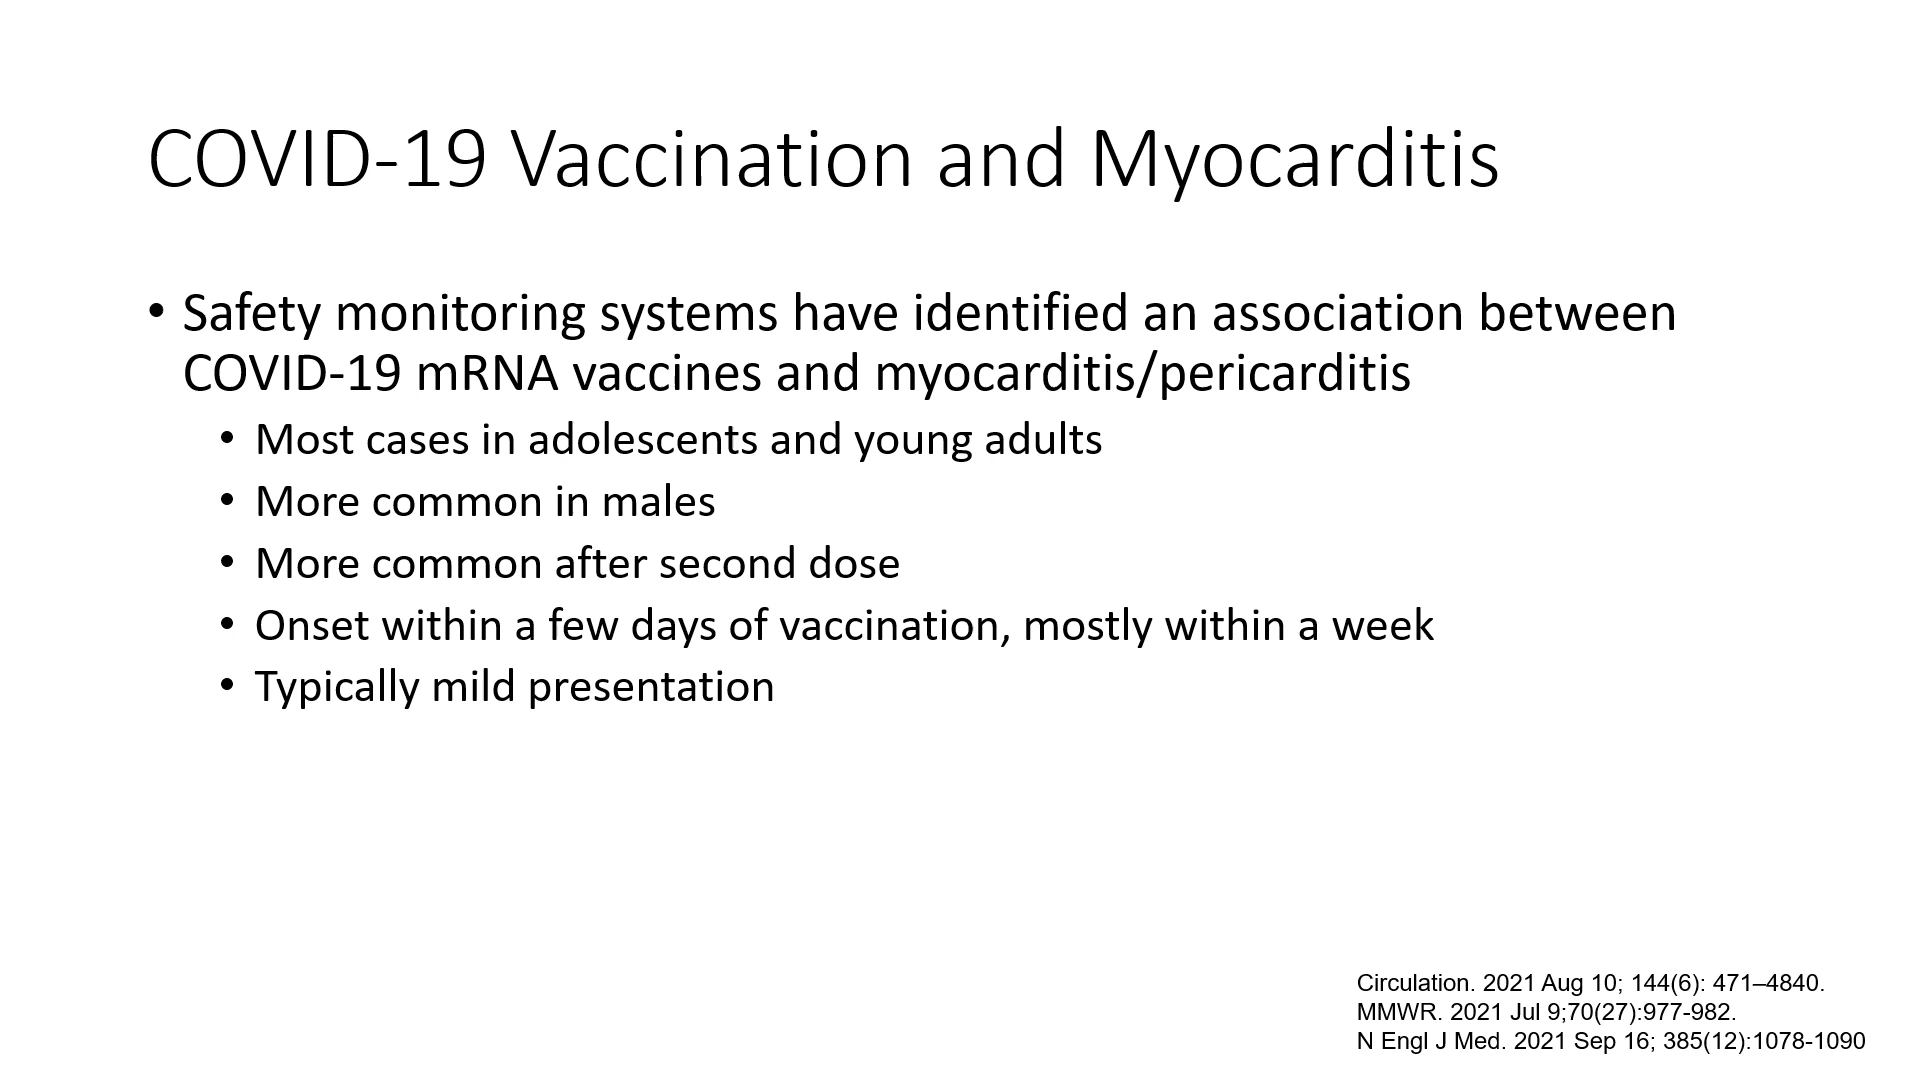 COVID-19 Vaccination and Myocarditis
• Safety monitoring systems have identified an association between
COVID-19 mRNA vaccines and myocarditis/pericarditis
• Most cases in adolescents and young adults
• More common in males
• More common after second dose
• Onset within a few days of vaccination, mostly within a week
• Typically mild presentation
Circulation. 2021 Aug 10; 144(6): 471–4840.
MMWR. 2021 Jul 9;70(27):977-982.
N Engl J Med. 2021 Sep 16; 385(12):1078-1090